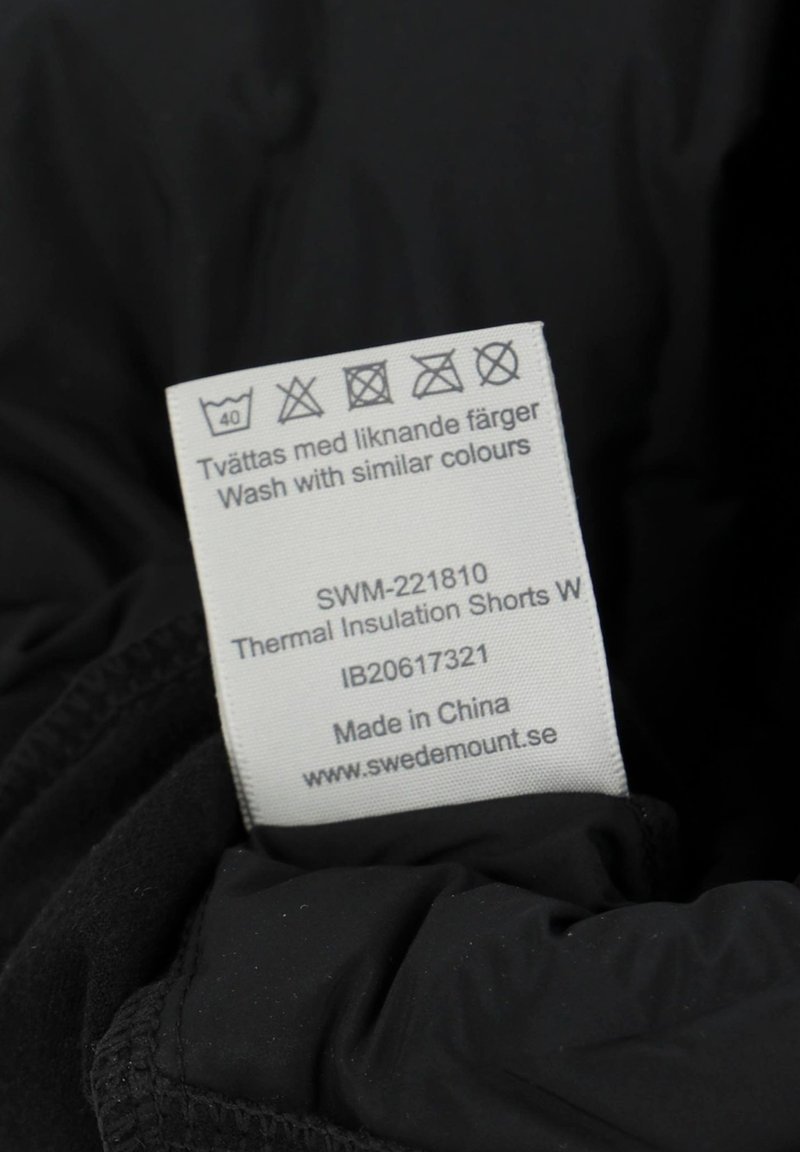 40
Tvättas med liknande färger
Wash with similar colours
SWM-221810
Thermal Insulation Shorts W
IB20617321
Made in China
www.swedemount.se